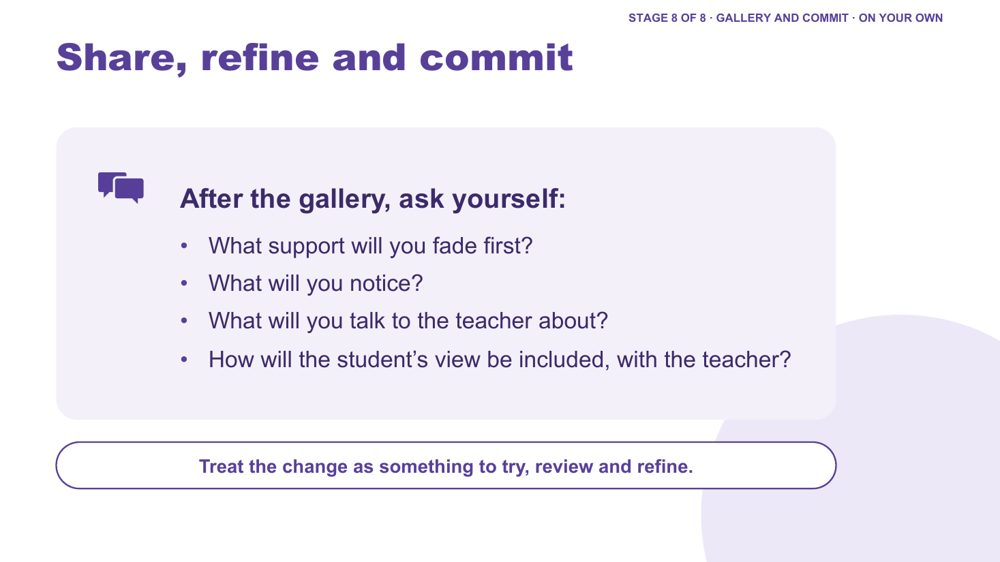 STAGE 8 OF 8 · GALLERY AND COMMIT · ON YOUR OWN
Share, refine and commit
After the gallery, ask yourself:
• What support will you fade first?
• What will you notice?
• What will you talk to the teacher about?
• How will the student’s view be included, with the teacher?
Treat the change as something to try, review and refine.